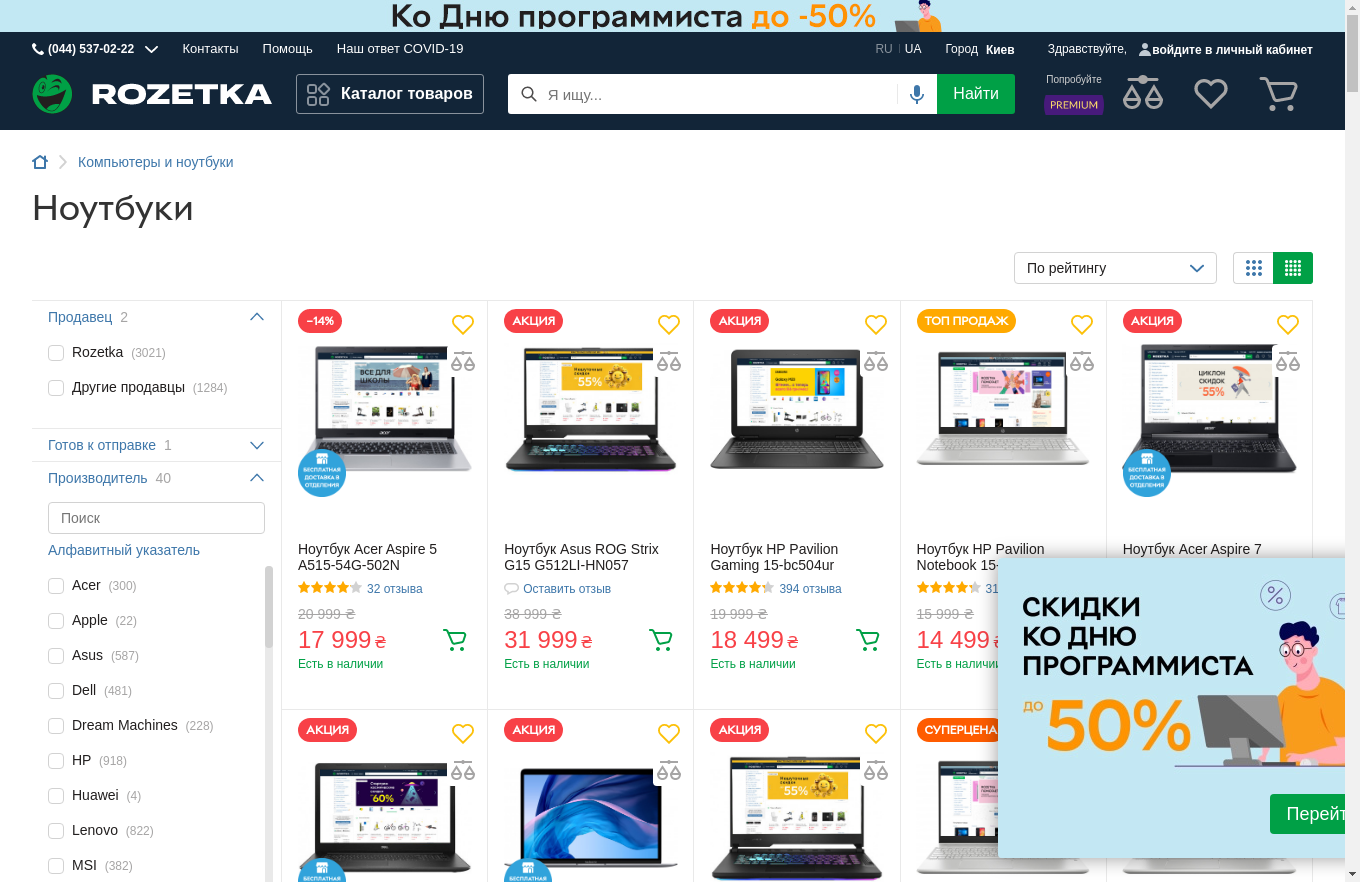 Ко Дню программиста до -50%
(044) 537-02-22 Контакты Помощь Наш ответ COVID-19 RU UA Город Киев Здравствуйте, войдите в личный кабинет
ROZETKA Каталог товаров Я ищу... Найти Попробуйте
PREMIUM
Компьютеры и ноутбуки
Ноутбуки
По рейтингу
Продавец 2
Rozetka (3021)
Другие продавцы (1284)
Готов к отправке 1
Производитель 40
Поиск
Алфавитный указатель
Acer (300)
Apple (22)
Asus (587)
Dell (481)
Dream Machines (228)
HP (918)
Huawei (4)
Lenovo (822)
MSI (382)
–14%
БЕСПЛАТНАЯ
ДОСТАВКА В
ОТДЕЛЕНИЯ
Ноутбук Acer Aspire 5
A515-54G-502N
32 отзыва
20 999 ₴
17 999 ₴
Есть в наличии
АКЦИЯ
55%
Ноутбук Asus ROG Strix
G15 G512LI-HN057
Оставить отзыв
38 999 ₴
31 999 ₴
Есть в наличии
АКЦИЯ
Ноутбук HP Pavilion
Gaming 15-bc504ur
394 отзыва
19 999 ₴
18 499 ₴
Есть в наличии
ТОП ПРОДАЖ
Ноутбук HP Pavilion
Notebook 15-
31
15 999 ₴
14 499
Есть в наличии
АКЦИЯ
ЦИКЛОН
СКИДОК
55%
БЕСПЛАТНАЯ
ДОСТАВКА В
ОТДЕЛЕНИЯ
Ноутбук Acer Aspire 7
АКЦИЯ
60%
БЕСПЛАТНАЯ
АКЦИЯ
БЕСПЛАТНАЯ
АКЦИЯ
55%
СУПЕРЦЕНА
СКИДКИ
КО ДНЮ
ПРОГРАММИСТА
ДО 50%
Перейт